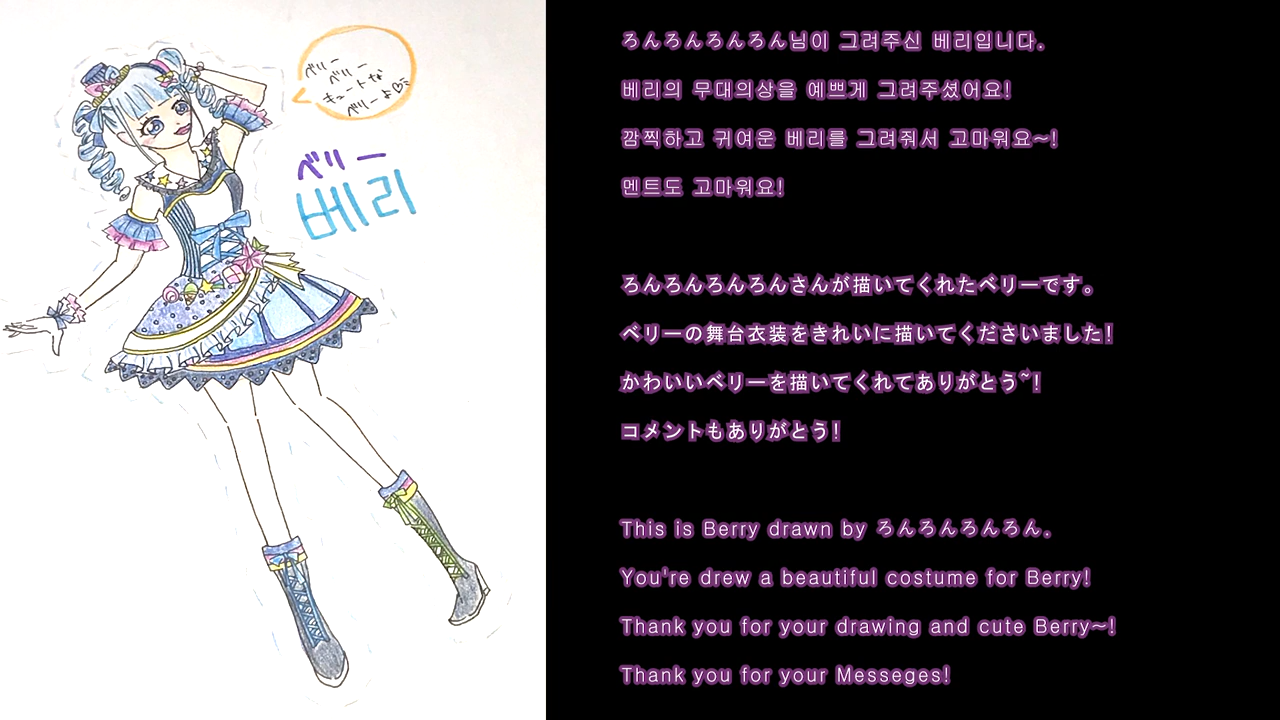 ベリー
ベリー
キュートな
ベリーよ♡
ベリー
베리
ろんろんろんろん님이 그려주신 베리입니다.
베리의 무대의상을 예쁘게 그려주셨어요!
깜찍하고 귀여운 베리를 그려줘서 고마워요~!
멘트도 고마워요!
ろんろんろんろんさんが描いてくれたベリーです。
ベリーの舞台衣装をきれいに描いてくださいました!
かわいいベリーを描いてくれてありがとう~!
コメントもありがとう!
This is Berry drawn by ろんろんろんろん.
You're drew a beautiful costume for Berry!
Thank you for your drawing and cute Berry~!
Thank you for your Messeges!